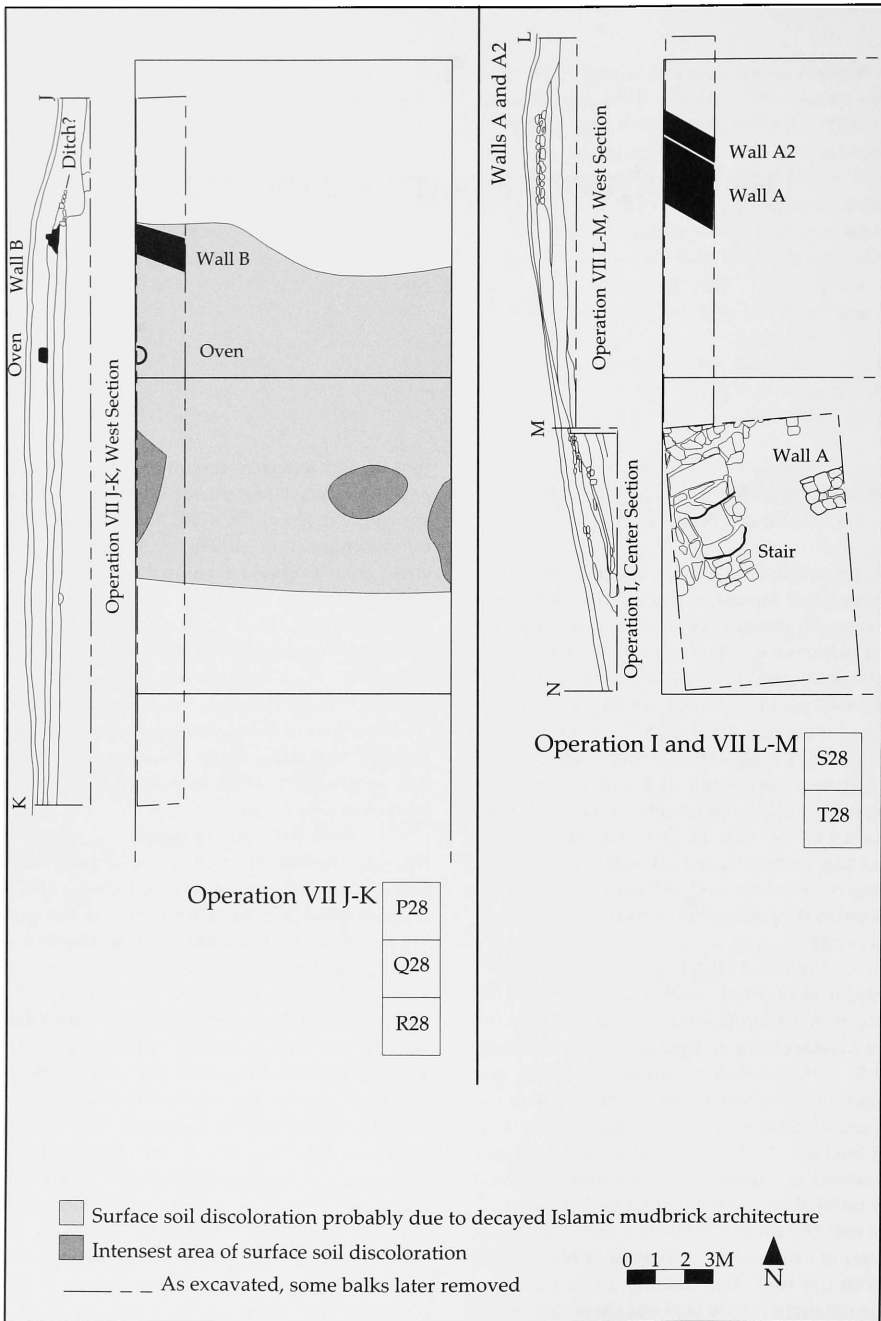 J
Ditch?
Wall B
Oven
Operation VII J-K, West Section
K
Wall B
Oven
Operation VII J-K
P28
Q28
R28
L
Walls A and A2
Operation VII L-M, West Section
M
Operation I, Center Section
N
Wall A2
Wall A
Wall A
Stair
Operation I and VII L-M
S28
T28
Surface soil discoloration probably due to decayed Islamic mudbrick architecture
Intensest area of surface soil discoloration
As excavated, some balks later removed
0 1 2 3M
N